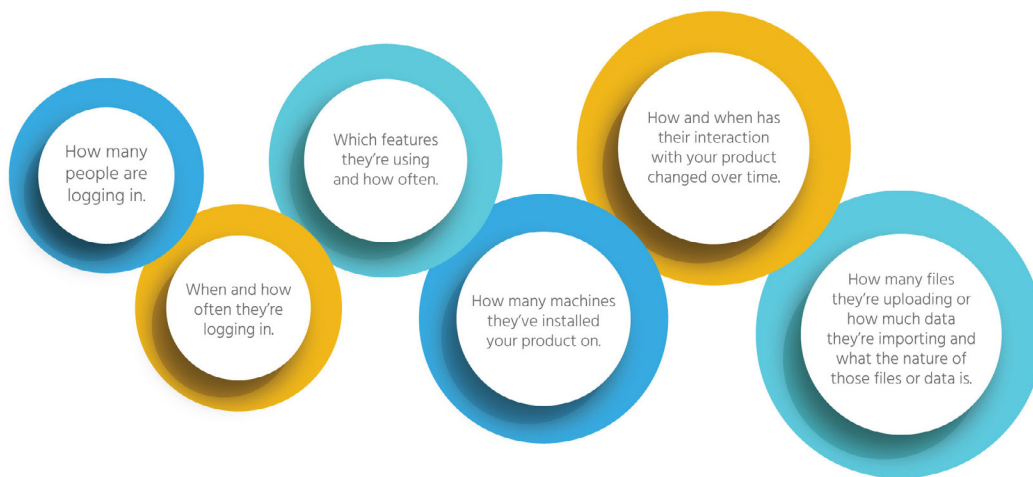 How many
people are
logging in.
When and how
often they're
logging in.
Which features
they're using
and how often.
How many machines
they've installed
your product on.
How and when has
their interaction
with your product
changed over time.
How many files
they're uploading or
how much data
they're importing and
what the nature of
those files or data is.